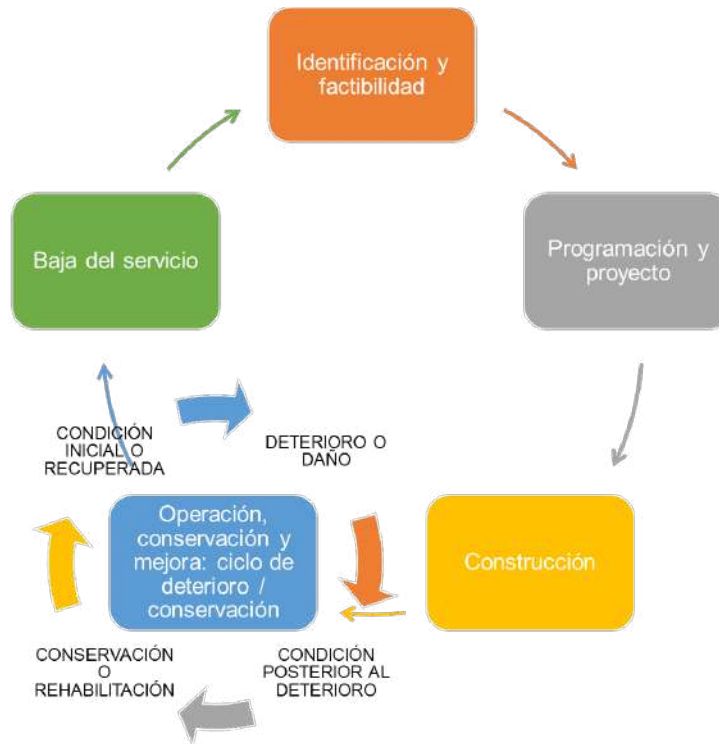 Identificación y
factibilidad
Baja del servicio
Programación y
proyecto
CONDICIÓN
INICIAL O
RECUPERADA
DETERIORO O
DAÑO
Operación,
conservación y
mejora: ciclo de
deterioro /
conservación
Construcción
CONSERVACIÓN
O
REHABILITACIÓN
CONDICIÓN
POSTERIOR AL
DETERIORO